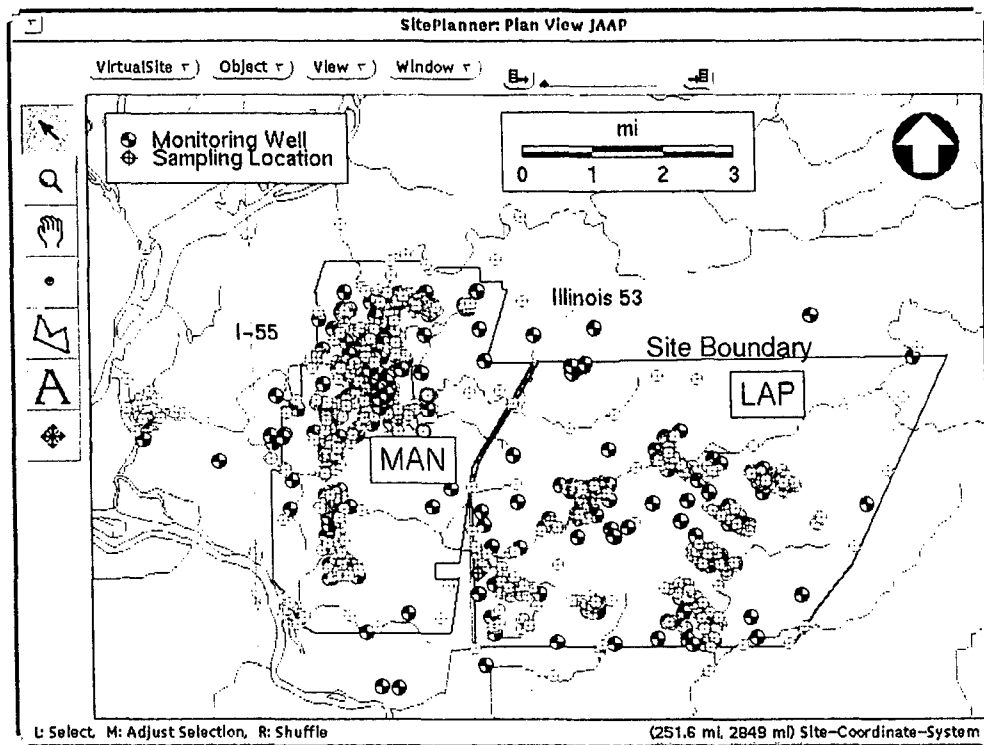 SitePlanner: Plan View JAAP
VirtualSite
Object
View
Window
Monitoring Well
Sampling Location
mi
0 1 2 3
I-55
Illinois 53
Site Boundary
LAP
MAN
A
L: Select, M: Adjust Selection, R: Shuffle
(251.6 mi, 2849 mi) Site-Coordinate-System